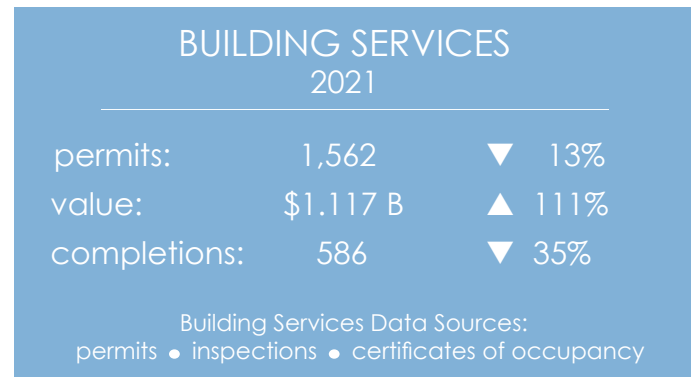 BUILDING SERVICES
2021
permits: 1,562 ▼ 13%
value: $1.117 B ▲ 111%
completions: 586 ▼ 35%
Building Services Data Sources:
permits ● inspections ● certificates of occupancy